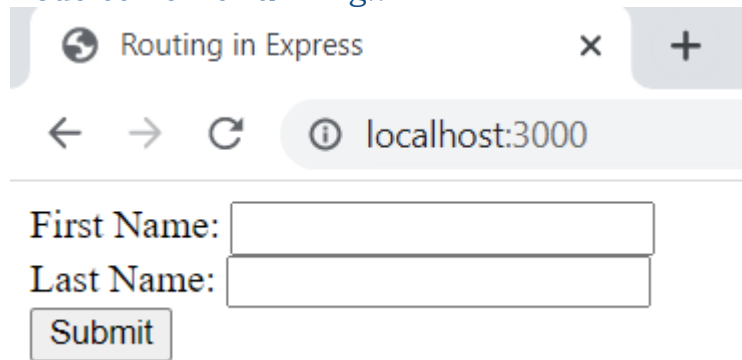 Routing in Express
localhost:3000
First Name:
Last Name:
Submit